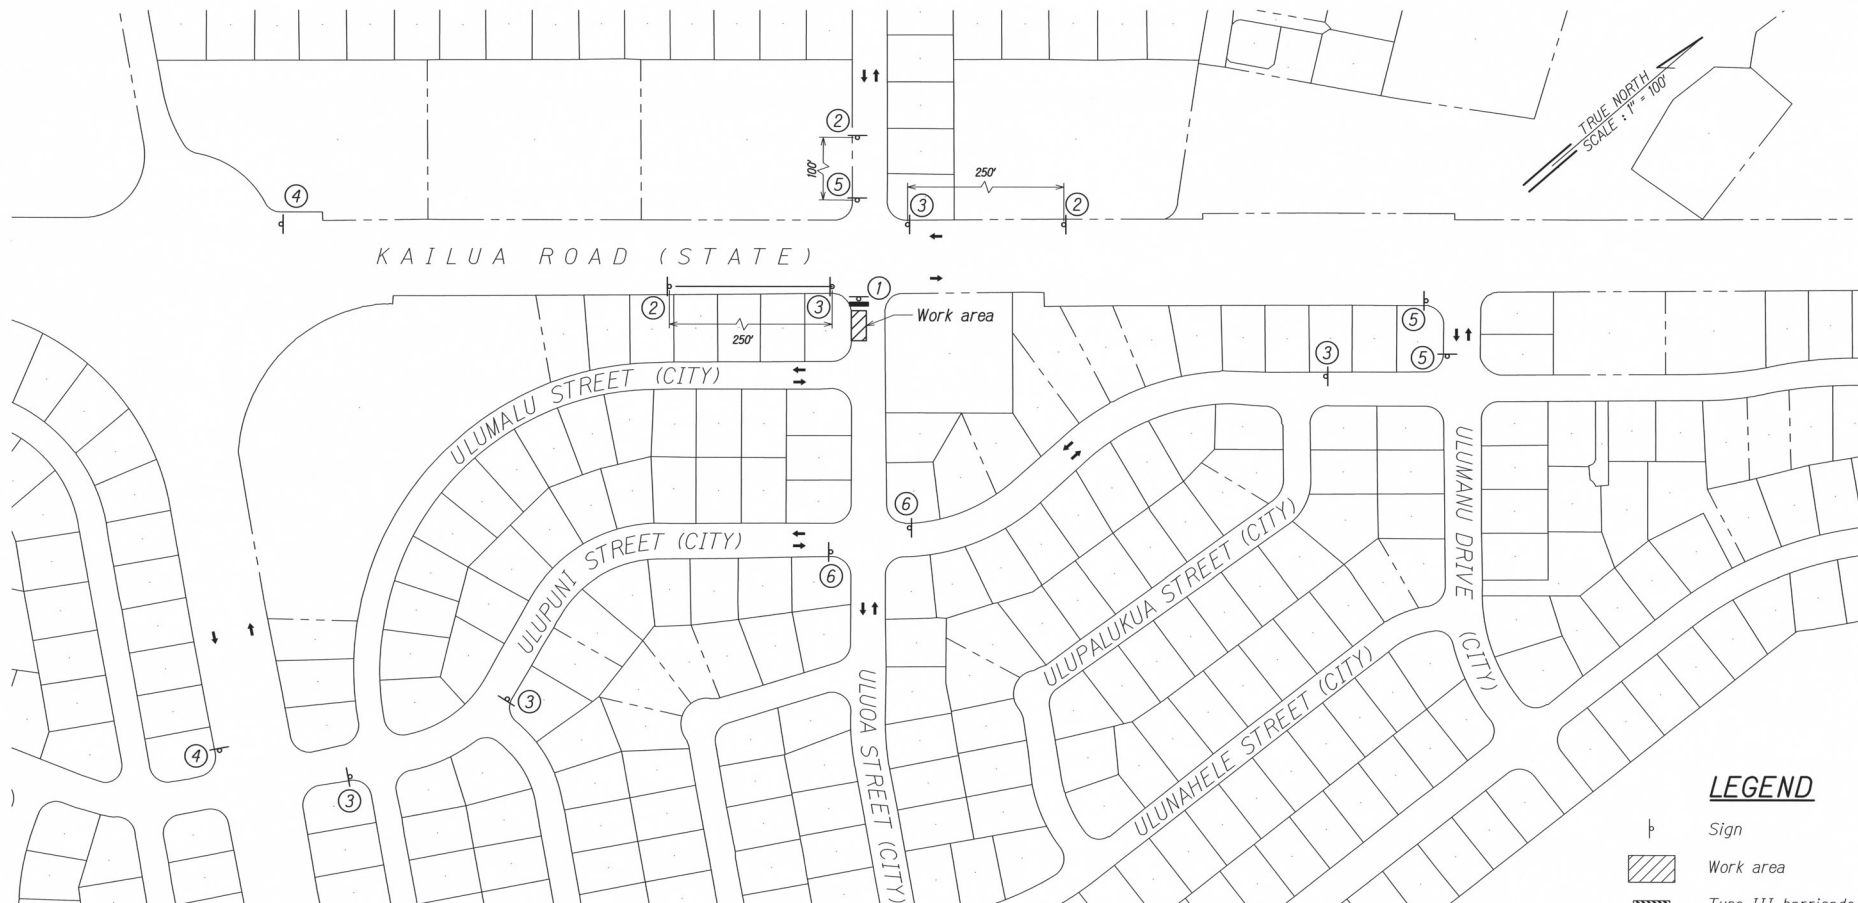 TRUE NORTH
SCALE : 1" = 100'
2
100'
5
4
250'
3
2
KAILUA ROAD (STATE)
2
3
1
250'
Work area
5
5
3
ULUMALU STREET (CITY)
6
ULUPUNI STREET (CITY)
6
ULUMANU DRIVE
(CITY)
ULUPALUKUA STREET (CITY)
ULUNAHELE STREET (CITY)
ULUOA STREET (CITY)
3
4
3
LEGEND
Sign
Work area